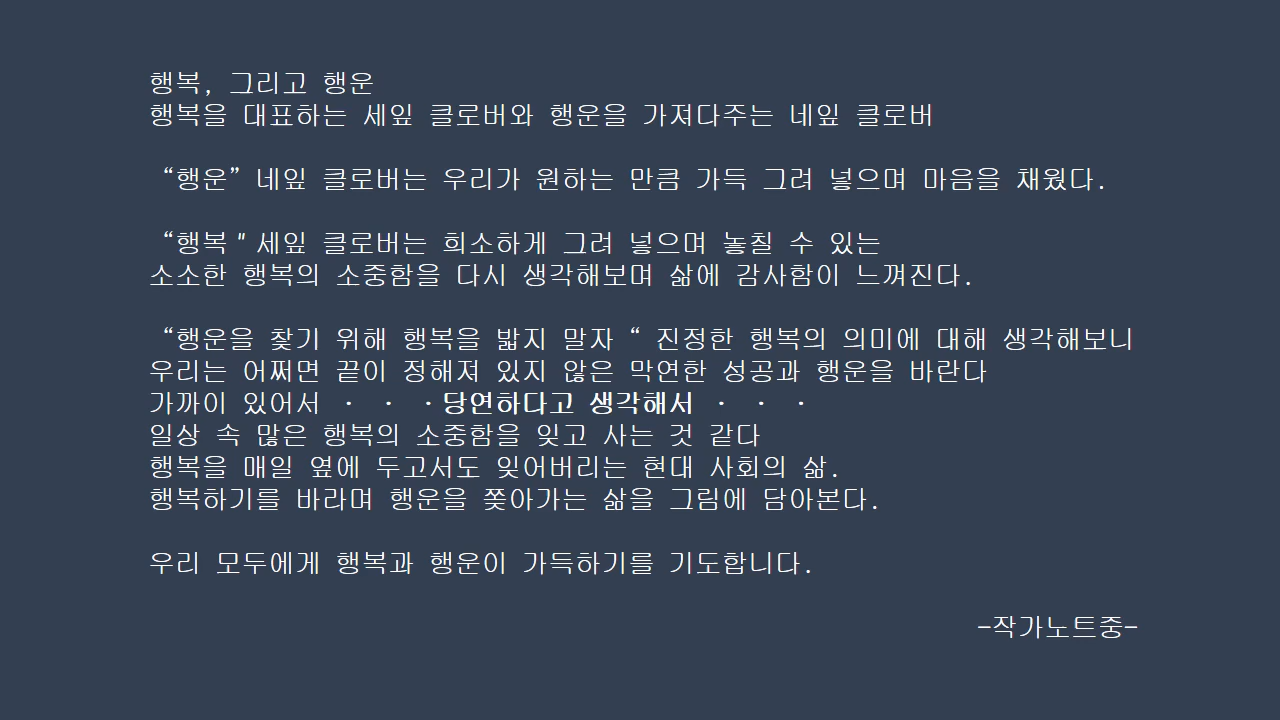 행복, 그리고 행운
행복을 대표하는 세잎 클로버와 행운을 가져다주는 네잎 클로버
“행운” 네잎 클로버는 우리가 원하는 만큼 가득 그려 넣으며 마음을 채웠다.
“행복 " 세잎 클로버는 희소하게 그려 넣으며 놓칠 수 있는
소소한 행복의 소중함을 다시 생각해보며 삶에 감사함이 느껴진다.
“행운을 찾기 위해 행복을 밟지 말자 “ 진정한 행복의 의미에 대해 생각해보니
우리는 어쩌면 끝이 정해져 있지 않은 막연한 성공과 행운을 바란다
가까이 있어서 · · · 당연하다고 생각해서 · · ·
일상 속 많은 행복의 소중함을 잊고 사는 것 같다
행복을 매일 옆에 두고서도 잊어버리는 현대 사회의 삶.
행복하기를 바라며 행운을 쫒아가는 삶을 그림에 담아본다.
우리 모두에게 행복과 행운이 가득하기를 기도합니다.
-작가노트중-